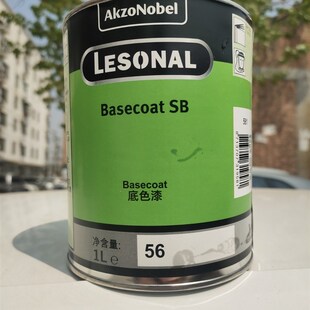 AkzoNobel
LESONAL
Basecoat SB
Basecoat
底色漆
净含量:
1L e
56